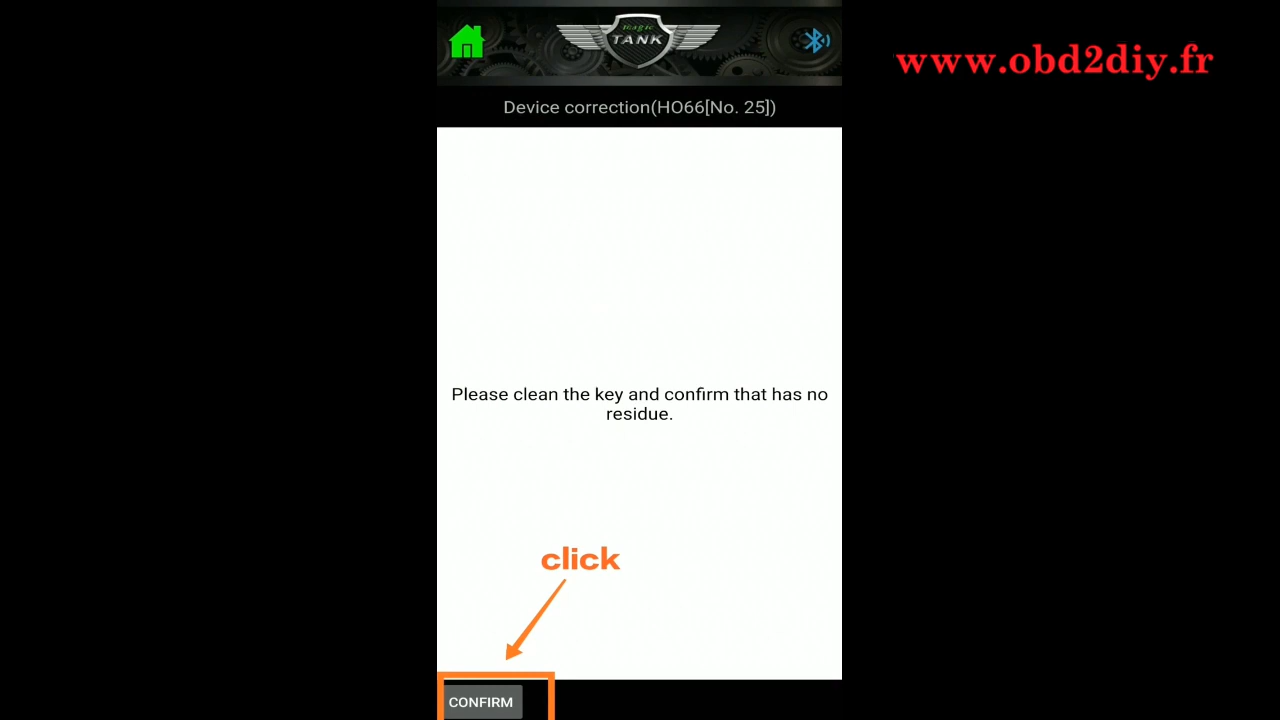 magic
TANK
www.obd2diy.fr
Device correction(HO66[No. 25])
Please clean the key and confirm that has no
residue.
click
CONFIRM